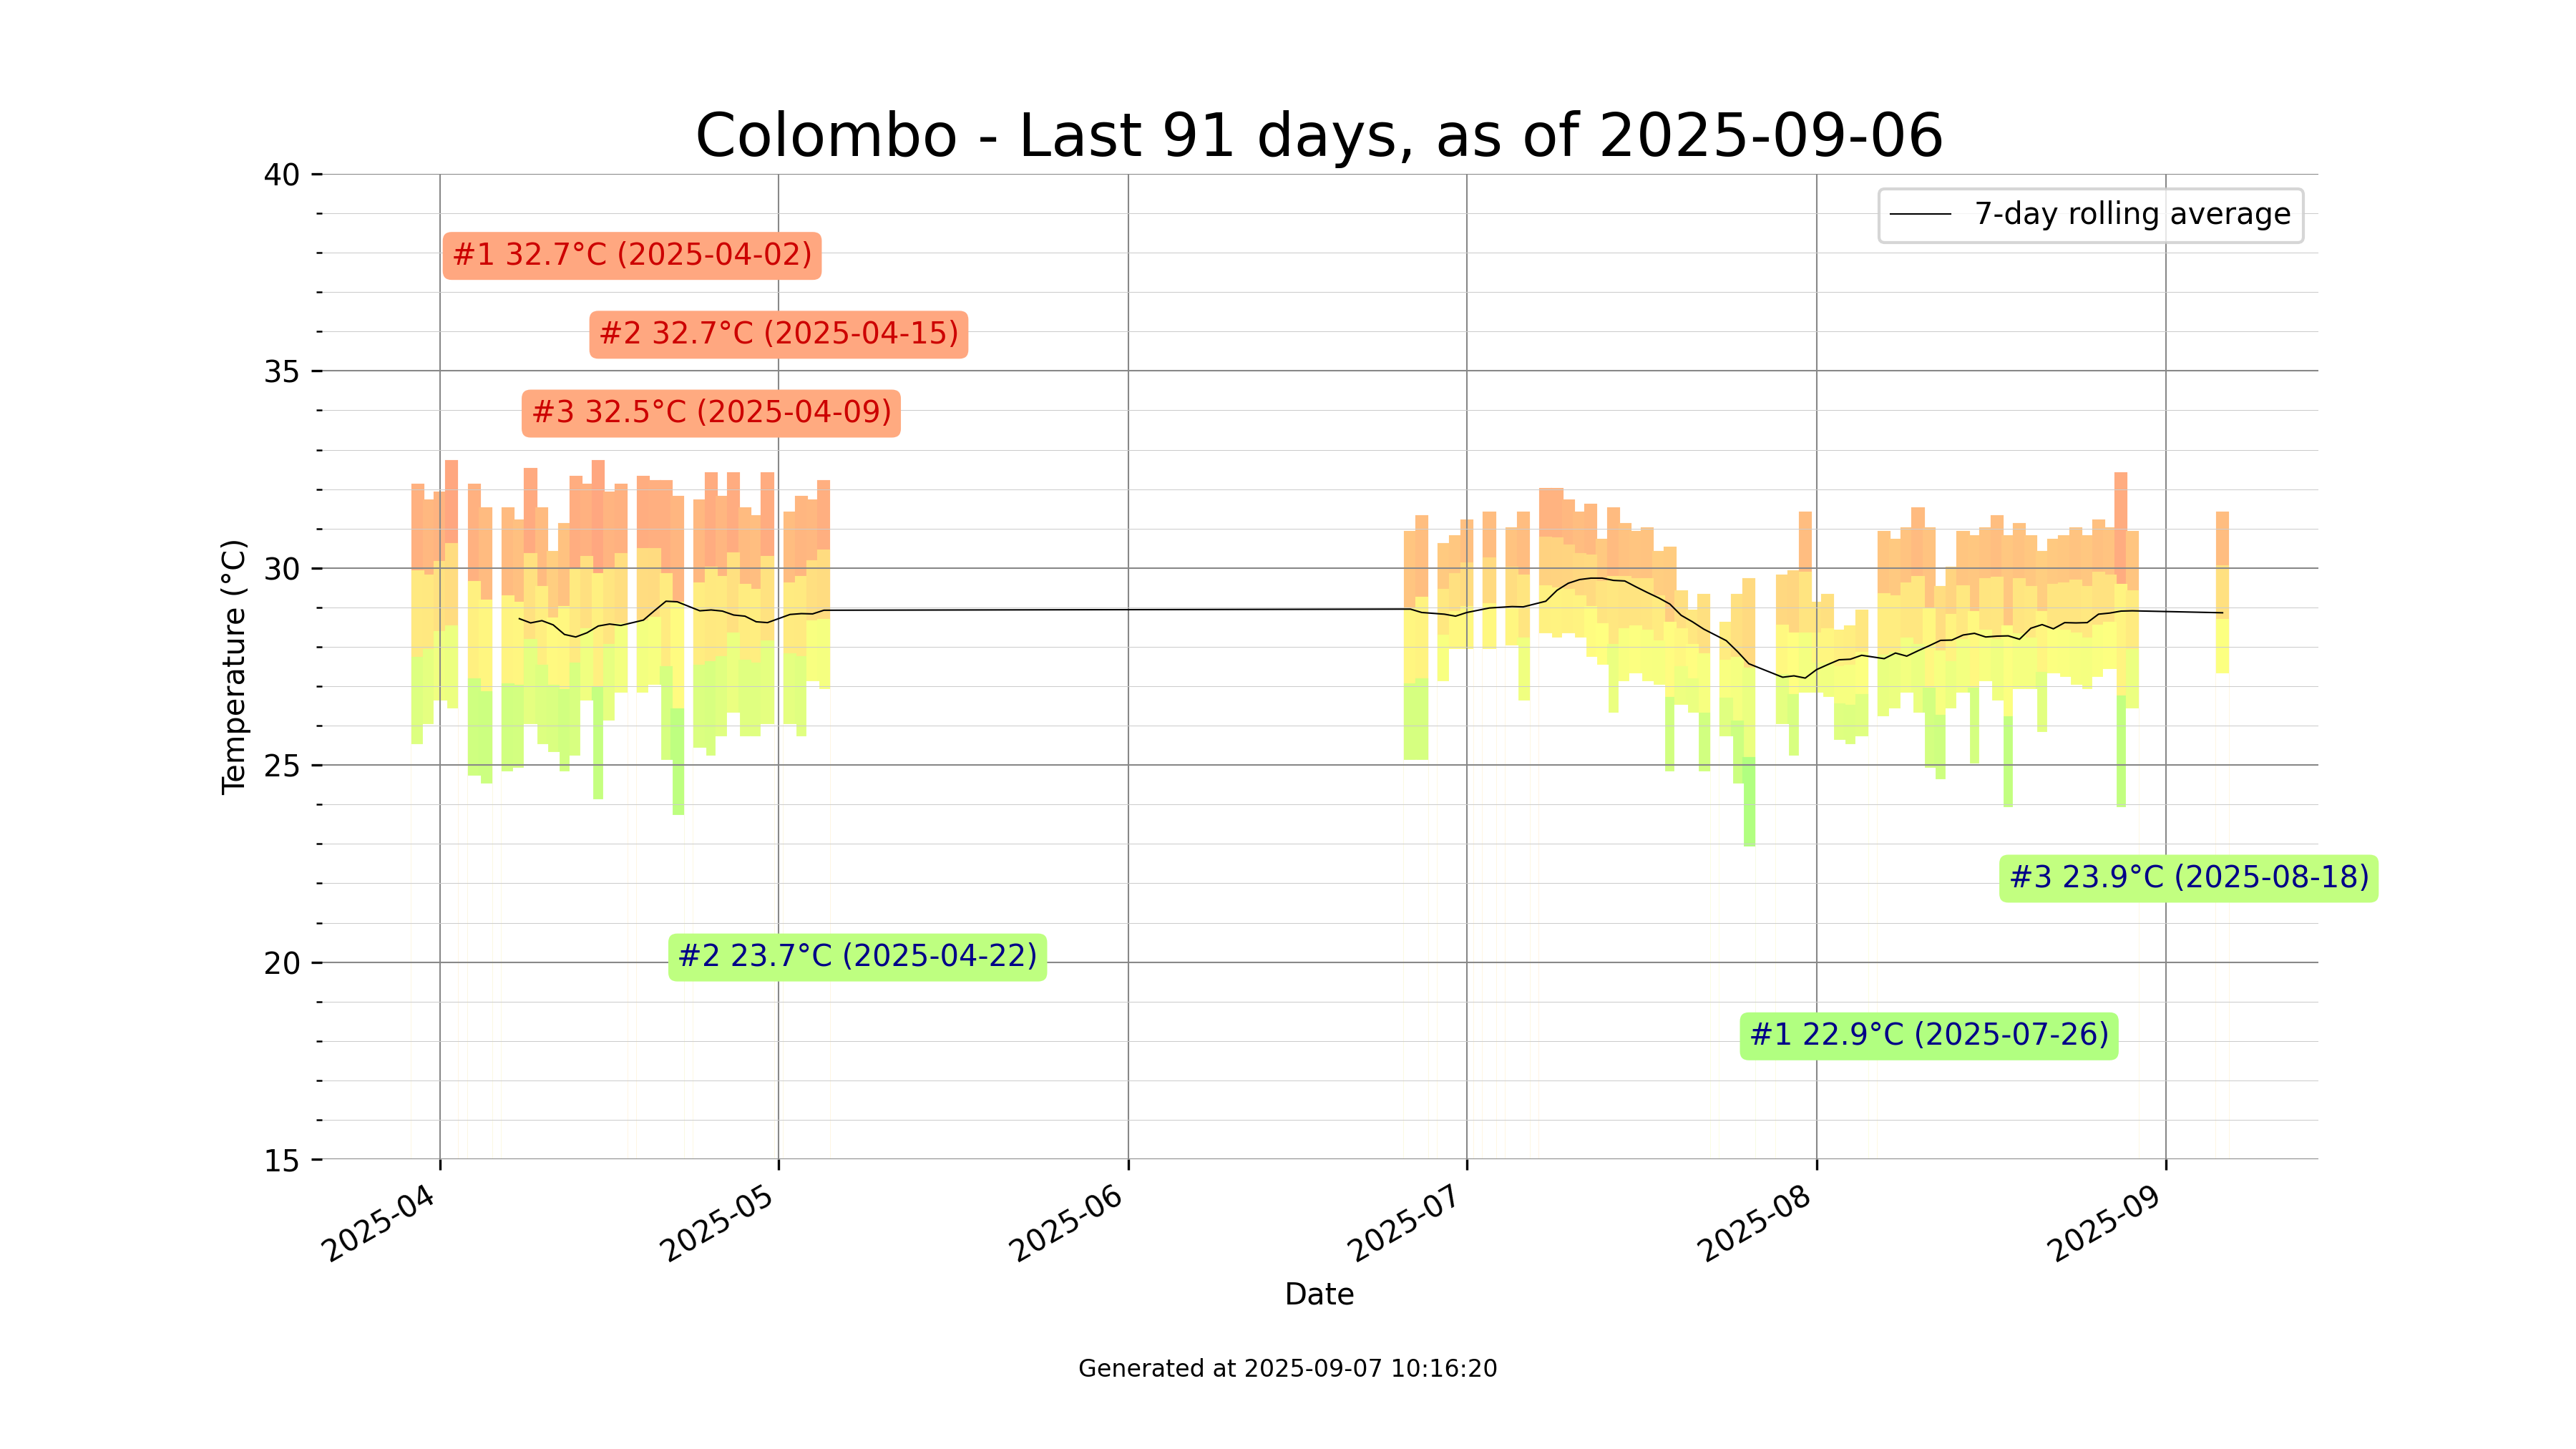 Colombo - Last 91 days, as of 2025-09-06
40
7-day rolling average
#1 32.7°C (2025-04-02)
#2 32.7°C (2025-04-15)
35
#3 32.5°C (2025-04-09)
30
Temperature (°C)
25
#3 23.9°C (2025-08-18)
#2 23.7°C (2025-04-22)
20
#1 22.9°C (2025-07-26)
15
2025-04
2025-05
2025-06
2025-07
2025-08
2025-09
Date
Generated at 2025-09-07 10:16:20